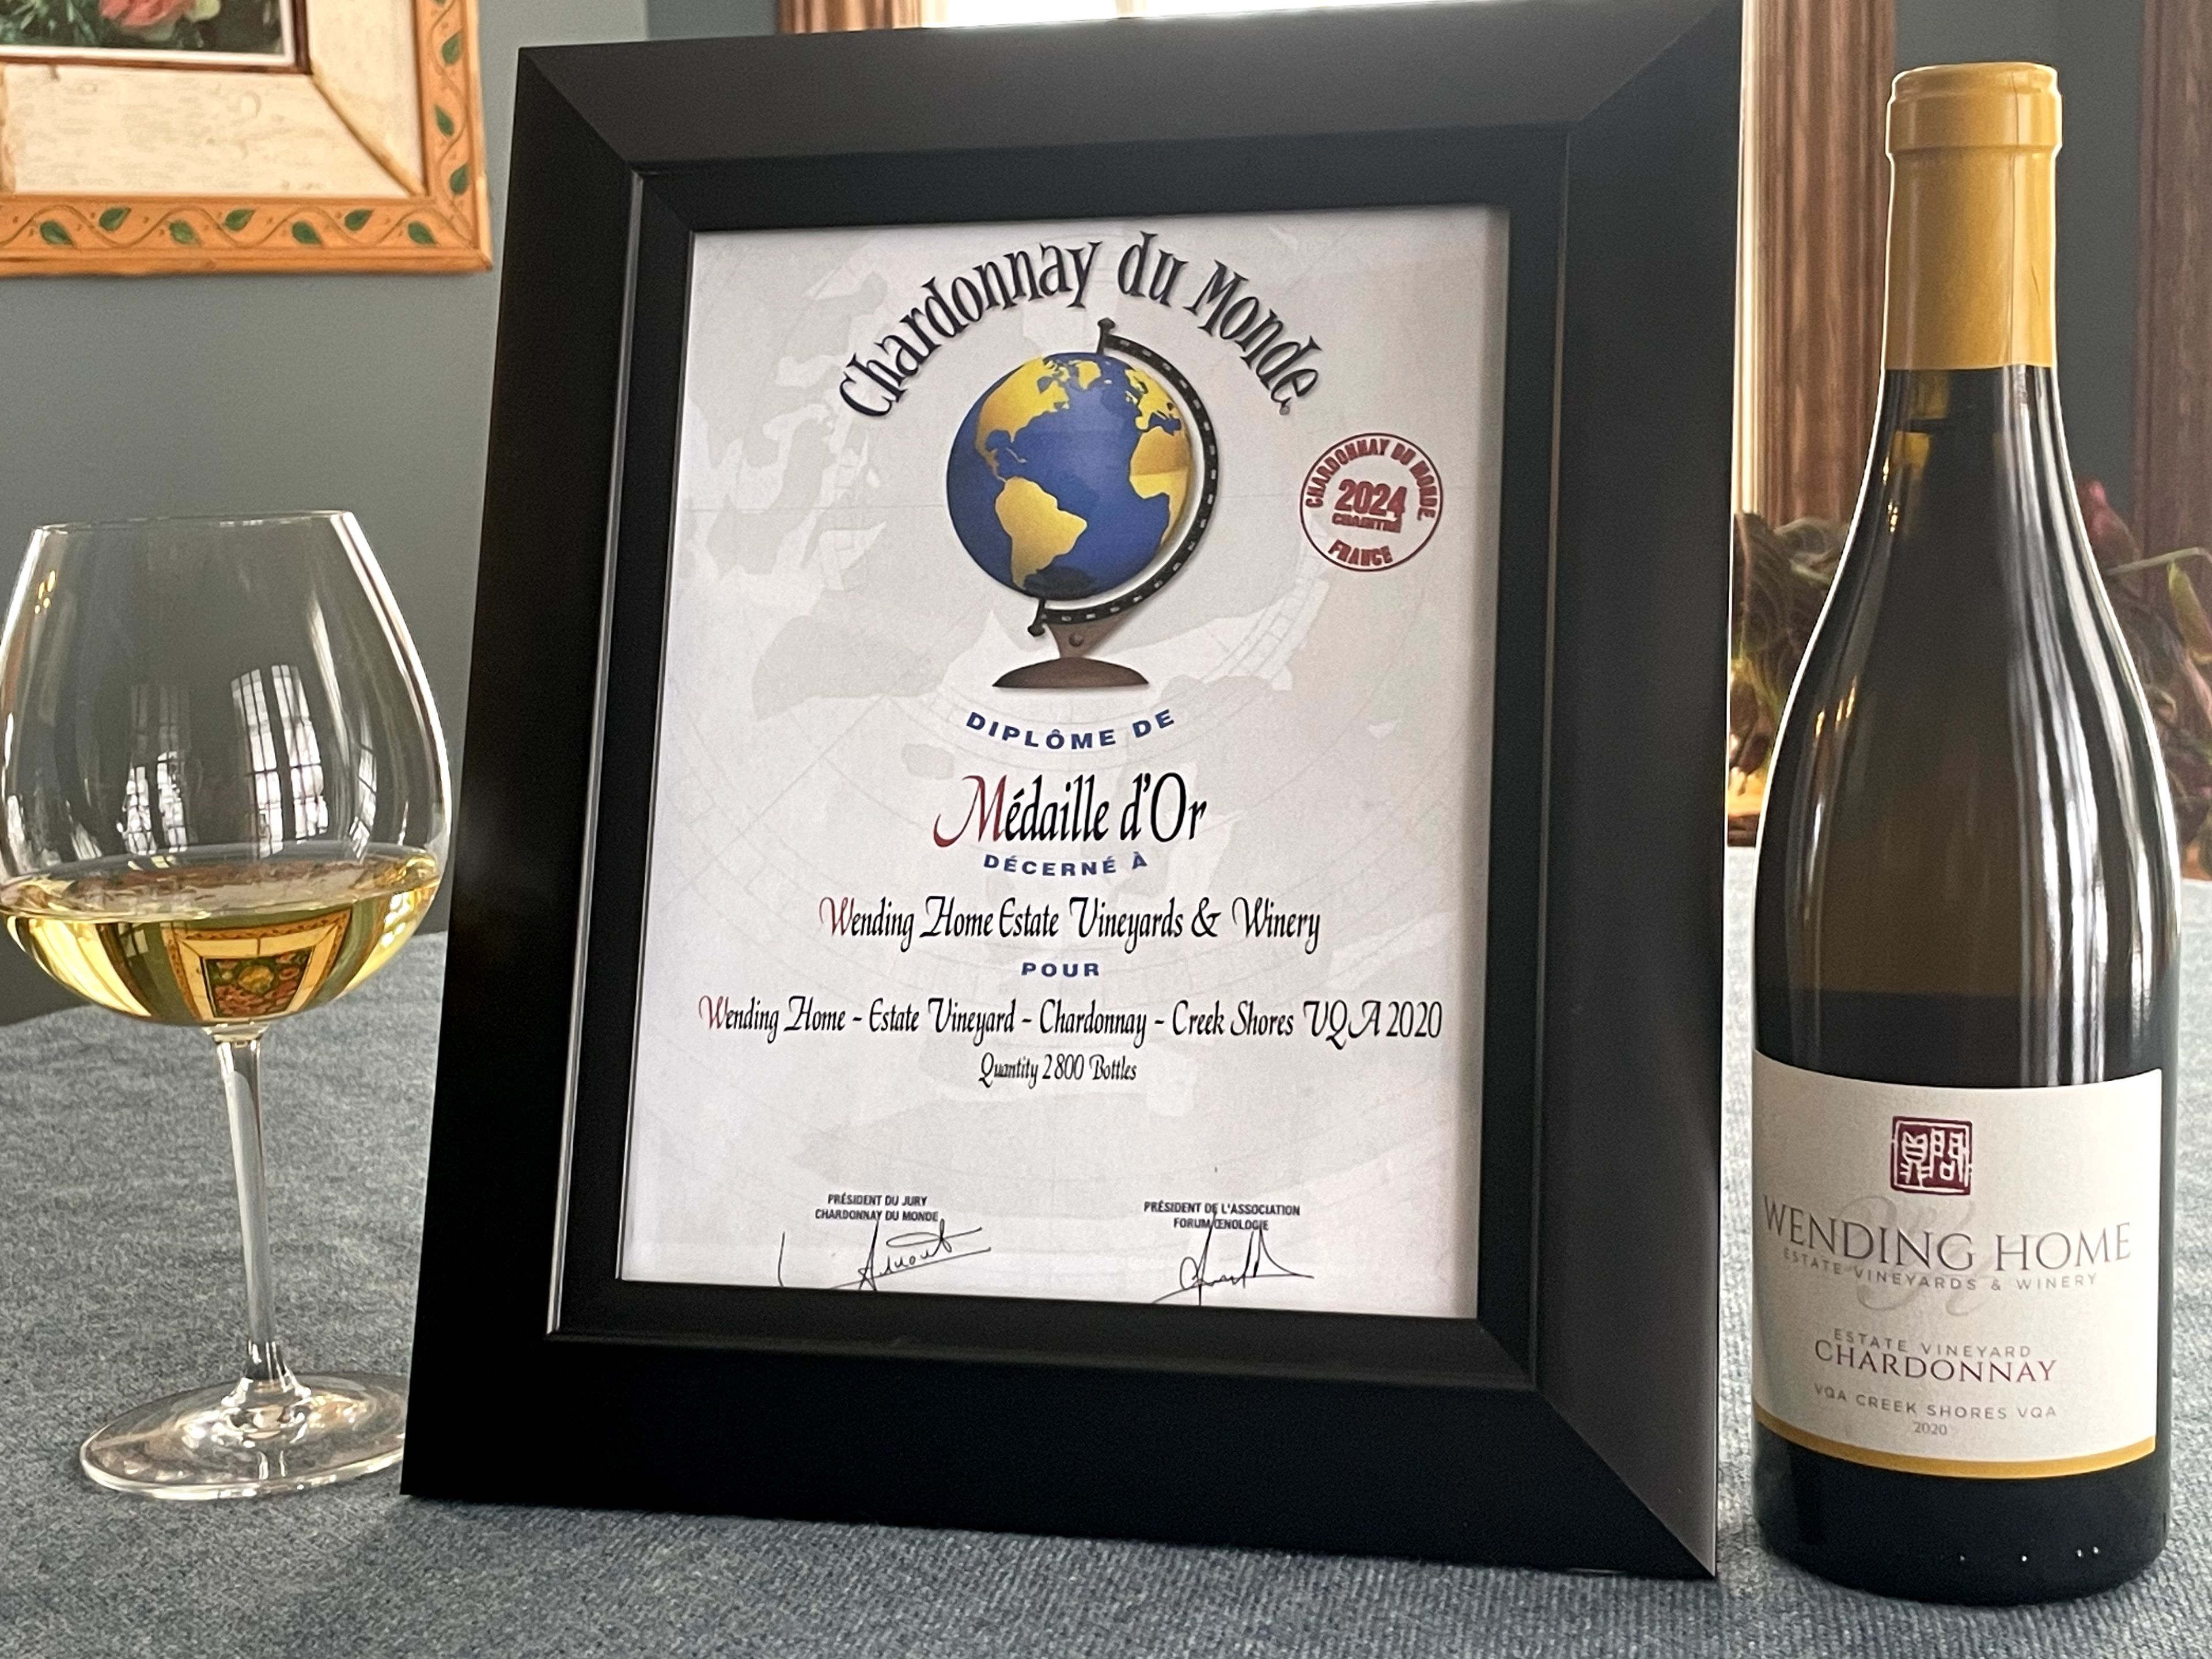 Chardonnay du Monde
CHARDONNAY DU MONDE
2024
CHAINTRÉ
FRANCE
DIPLÔME DE
Médaille d'Or
DÉCERNÉ À
Wending Home Estate Vineyards & Winery
POUR
Wending Home - Estate Vineyard - Chardonnay - Creek Shores VQA 2020
Quantity 2800 Bottles
PRÉSIDENT DU JURY
CHARDONNAY DU MONDE
PRÉSIDENT DE L'ASSOCIATION
FORUM ŒNOLOGIE
WENDING HOME
ESTATE VINEYARDS & WINERY
ESTATE VINEYARD
CHARDONNAY
VQA CREEK SHORES VQA
2020